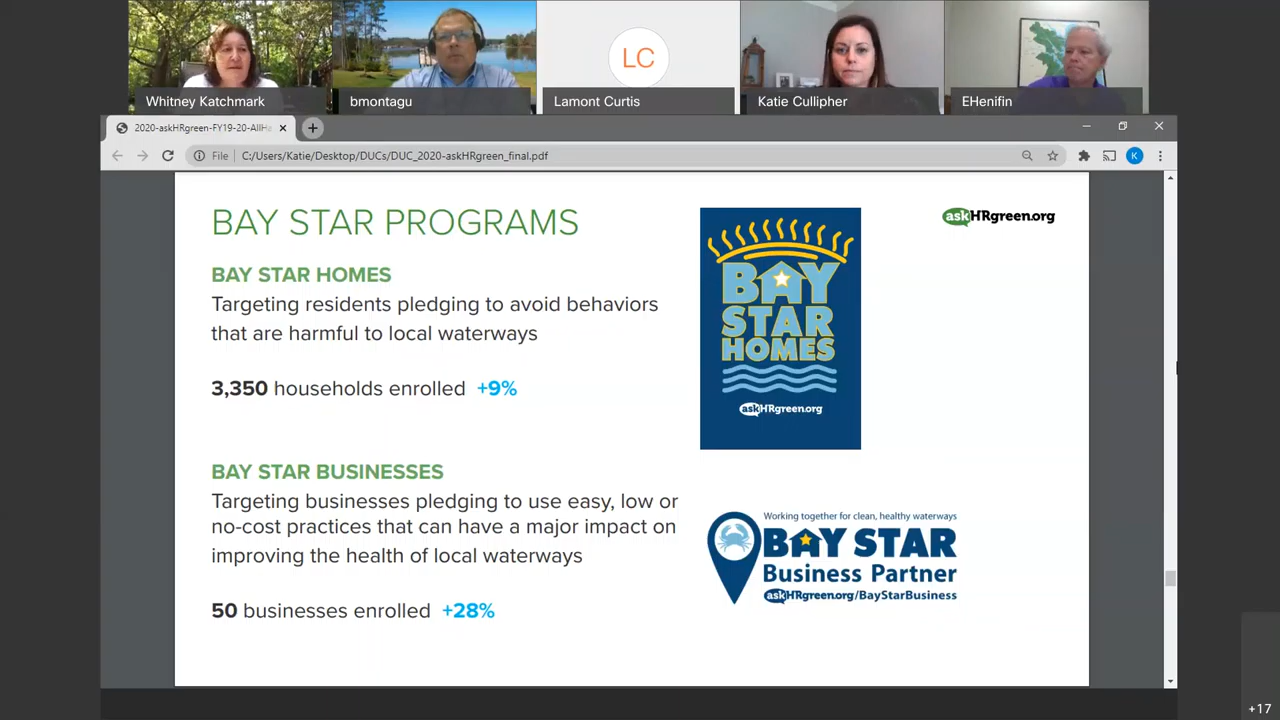 Whitney Katchmark
bmontagu
LC
Lamont Curtis
Katie Cullipher
EHenifin
2020-askHRgreen-FY19-20-AllHa
File
C:/Users/Katie/Desktop/DUCs/DUC_2020-askHRgreen_final.pdf
K
BAY STAR PROGRAMS
askHRgreen.org
BAY STAR HOMES
Targeting residents pledging to avoid behaviors
that are harmful to local waterways
3,350 households enrolled +9%
BAY
STAR
HOMES
askHRgreen.org
BAY STAR BUSINESSES
Targeting businesses pledging to use easy, low or
no-cost practices that can have a major impact on
improving the health of local waterways
50 businesses enrolled +28%
Working together for clean, healthy waterways
BAY STAR
Business Partner
askHRgreen.org/BayStarBusiness
+17